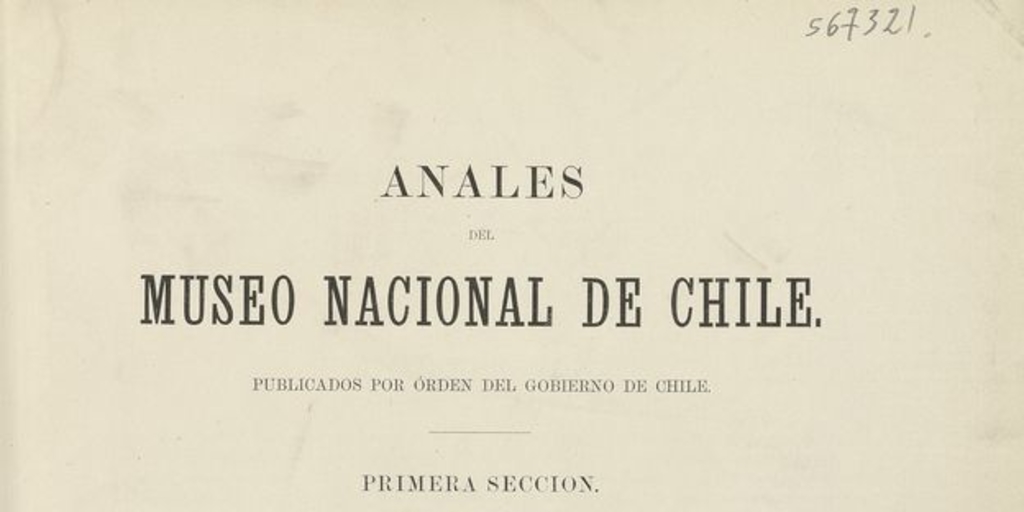 567321.
ANALES
DEL
MUSEO NACIONAL DE CHILE.
PUBLICADOS POR ÓRDEN DEL GOBIERNO DE CHILE.
PRIMERA SECCION.